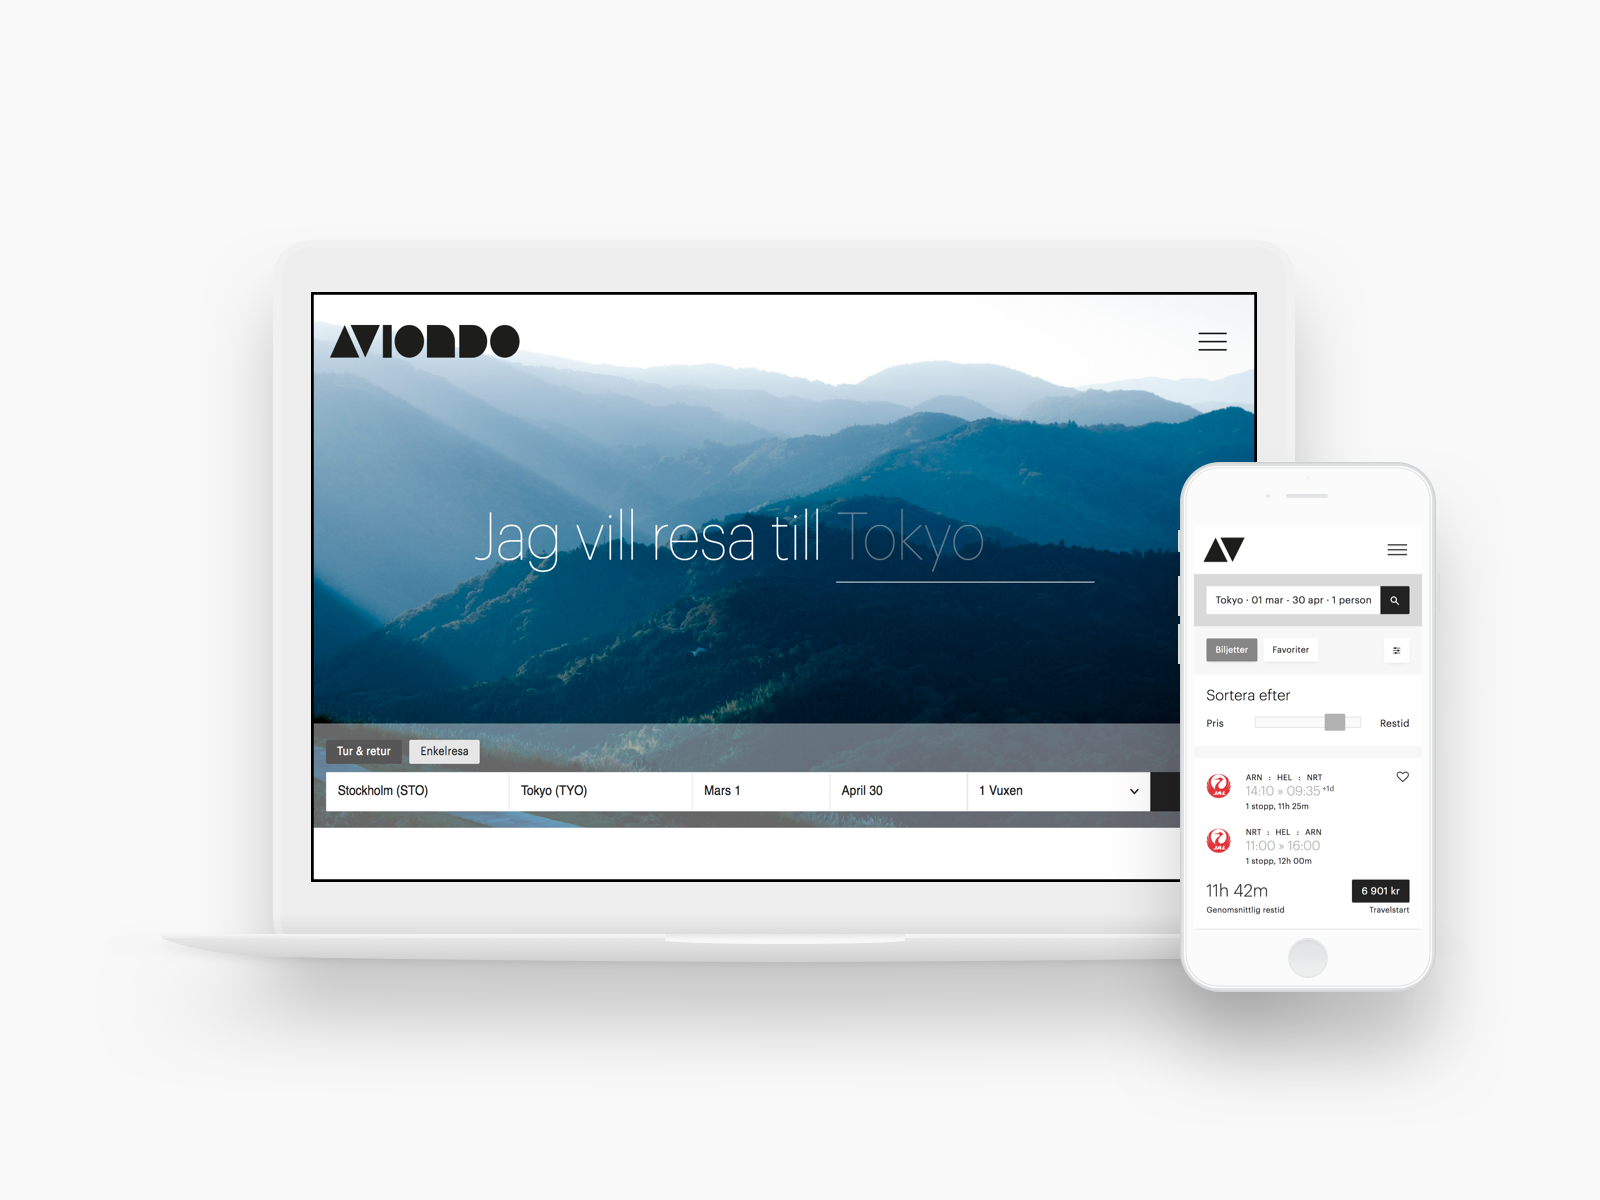 AVIONDO
Jag vill resa till Tokyo
Tur & retur Enkelresa
Stockholm (STO) Tokyo (TYO) Mars 1 April 30 1 Vuxen
AV
Tokyo · 01 mar - 30 apr · 1 person
Biljetter Favoriter
Sortera efter
Pris Restid
JAL
ARN : HEL : NRT
14:10 » 09:35 +1d
1 stopp, 11h 25m
JAL
NRT : HEL : ARN
11:00 » 16:00
1 stopp, 12h 00m
11h 42m 6 901 kr
Genomsnittlig restid Travelstart